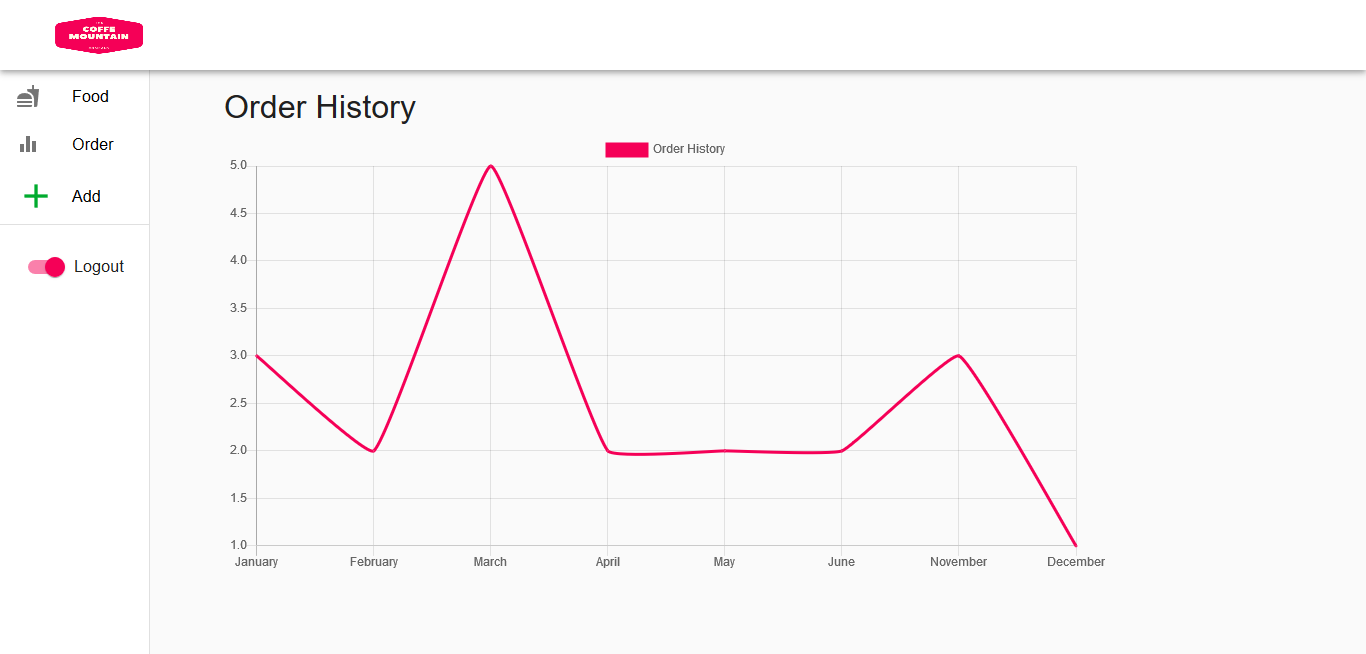 COFFE
MOUNTAIN
Food
Order
Add
Logout
Order History
Order History
5.0
4.5
4.0
3.5
3.0
2.5
2.0
1.5
1.0
January February March April May June November December